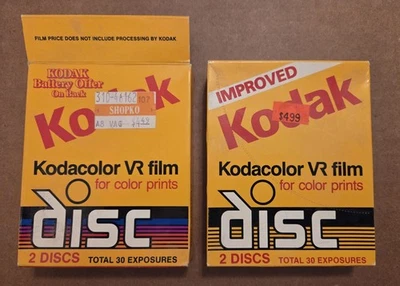 FILM PRICE DOES NOT INCLUDE PROCESSING BY KODAK.
KODAK
Battery Offer
On Back
Kodak
SHOPKO
Kodacolor VR film
for color prints
disc
2 DISCS TOTAL 30 EXPOSURES
IMPROVED
Kodak
$4.99
Kodacolor VR film
for color prints
disc
2 DISCS TOTAL 30 EXPOSURES